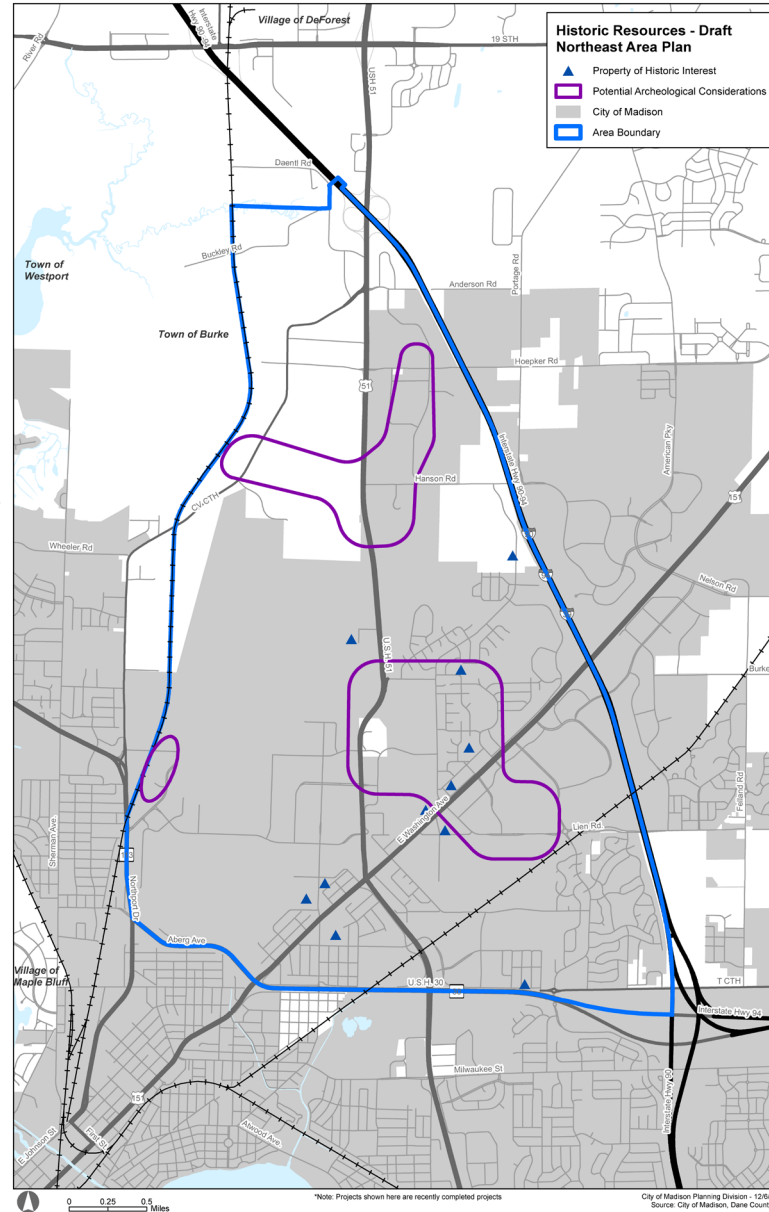 Historic Resources - Draft
Northeast Area Plan
Property of Historic Interest
Potential Archeological Considerations
City of Madison
Area Boundary
Interstate
Hwy 90-94
Village of DeForest
River Rd
19 STH
USH 51
Daentl Rd
Buckley Rd
Town of
Westport
Anderson Rd
Portage Rd
Town of Burke
Hoepker Rd
51
Interstate Hwy 90-94
American Pky
151
Hanson Rd
CV-CTH
Wheeler Rd
Nelson Rd
U.S.H. 51
Burke
Felland Rd
E Washington Ave
Lien Rd.
Sherman Ave.
Northport Dr.
Aberg Ave
Village of
Maple Bluff
U.S.H. 30
T CTH
Interstate Hwy 94
Milwaukee St
Interstate Hwy 90
151
E Johnson St
First St.
Atwood Ave.
0 0.25 0.5
Miles
*Note: Projects shown here are recently completed projects
City of Madison Planning Division - 12/6/
Source: City of Madison, Dane Count